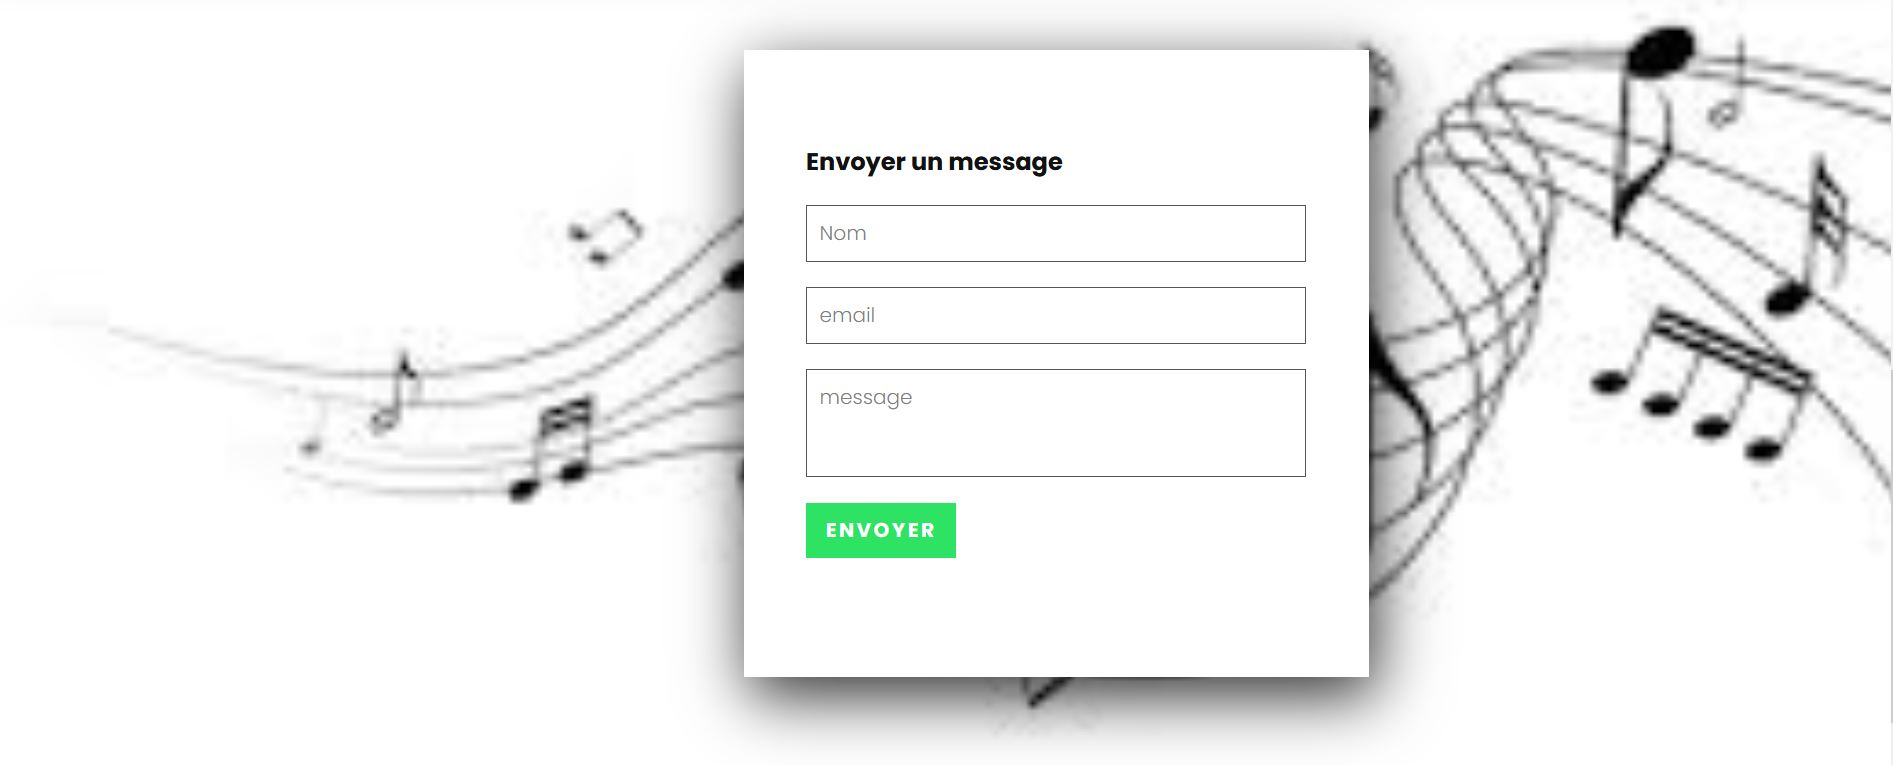 Envoyer un message
Nom
email
message
ENVOYER